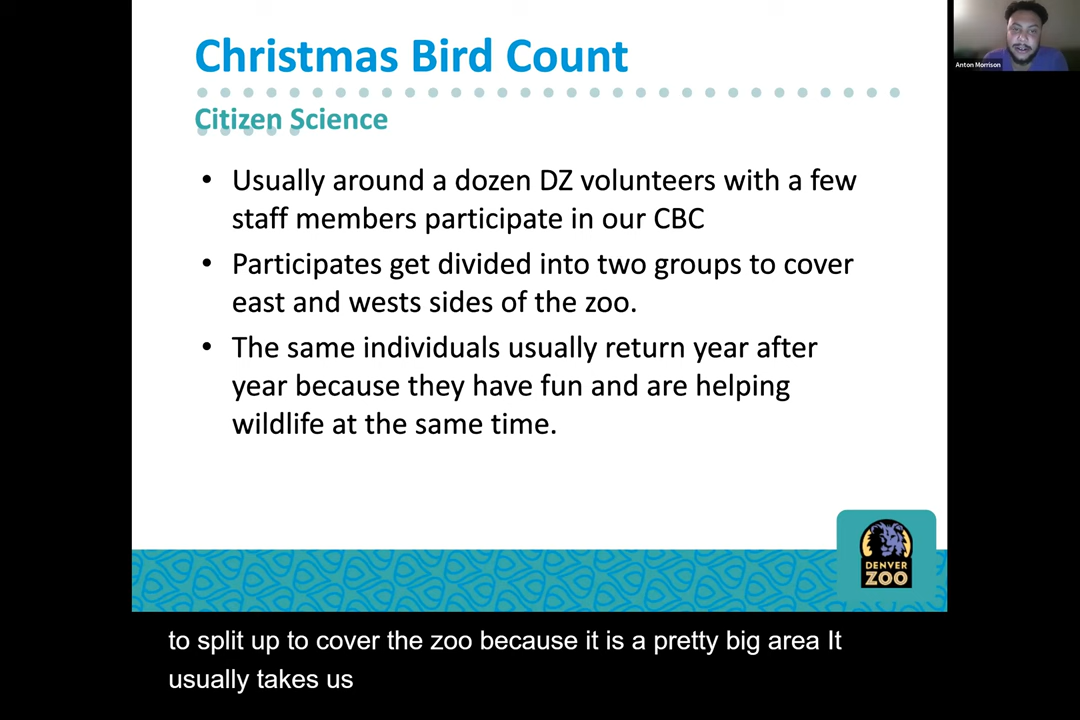 Christmas Bird Count
Anton Morrison
Citizen Science
• Usually around a dozen DZ volunteers with a few
staff members participate in our CBC
• Participates get divided into two groups to cover
east and wests sides of the zoo.
• The same individuals usually return year after
year because they have fun and are helping
wildlife at the same time.
DENVER
ZOO
to split up to cover the zoo because it is a pretty big area It
usually takes us